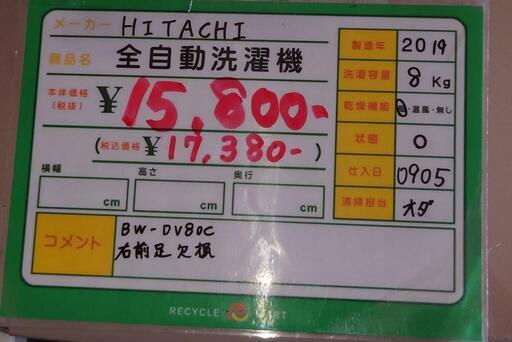 メーカー HITACHI
商品名 全自動洗濯機
本体価格(税抜) ¥15,800-
(税込価格 ¥17,380-)
横幅 cm 高さ cm 奥行 cm
コメント
BW-DV80C
右前足欠損
製造年 2019
洗濯容量 8Kg
乾燥機能 ・温風・無し
状態 O
仕入日 0905
清掃担当 オダ
RECYCLE MART